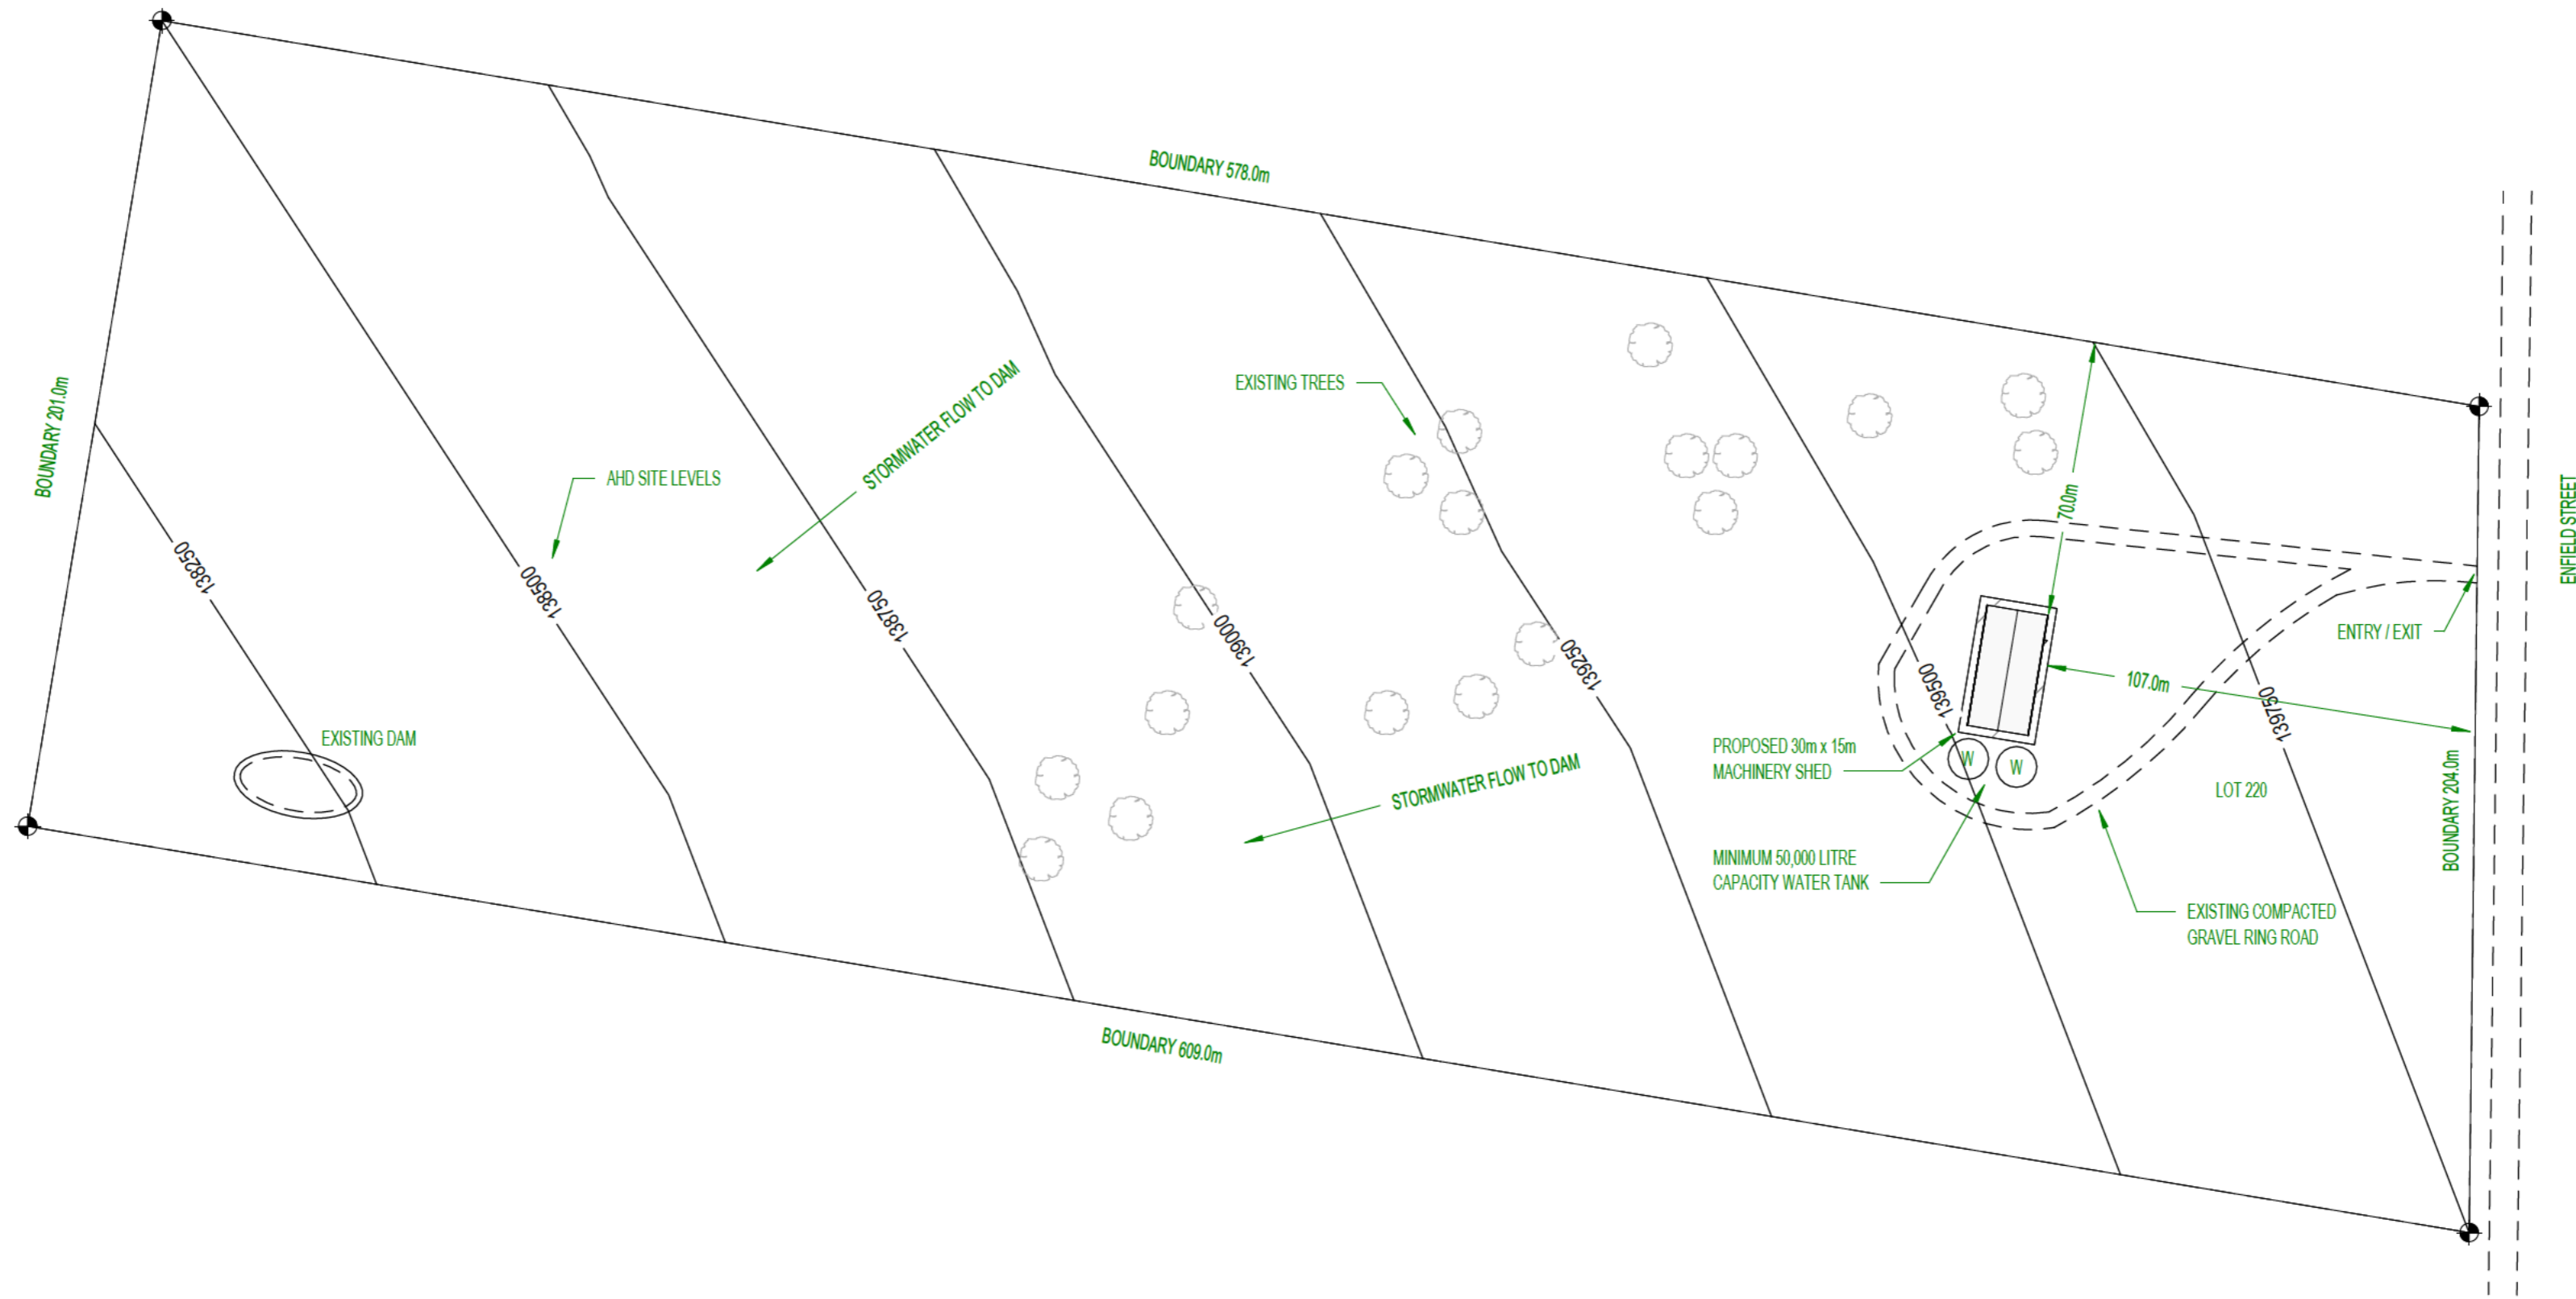 BOUNDARY 578.0m
BOUNDARY 201.0m
STORMWATER FLOW TO DAM
EXISTING TREES
AHD SITE LEVELS
70.0m
ENFIELD STREET
138250
138500
138750
139000
139250
139500
139750
ENTRY / EXIT
107.0m
EXISTING DAM
PROPOSED 30m x 15m
MACHINERY SHED
W
W
LOT 220
BOUNDARY 204.0m
STORMWATER FLOW TO DAM
MINIMUM 50,000 LITRE
CAPACITY WATER TANK
EXISTING COMPACTED
GRAVEL RING ROAD
BOUNDARY 609.0m